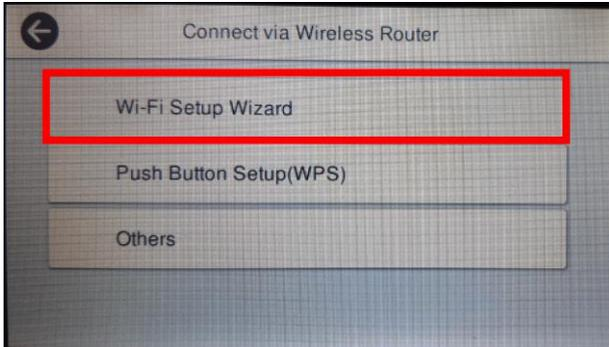 Connect via Wireless Router
Wi-Fi Setup Wizard
Push Button Setup(WPS)
Others